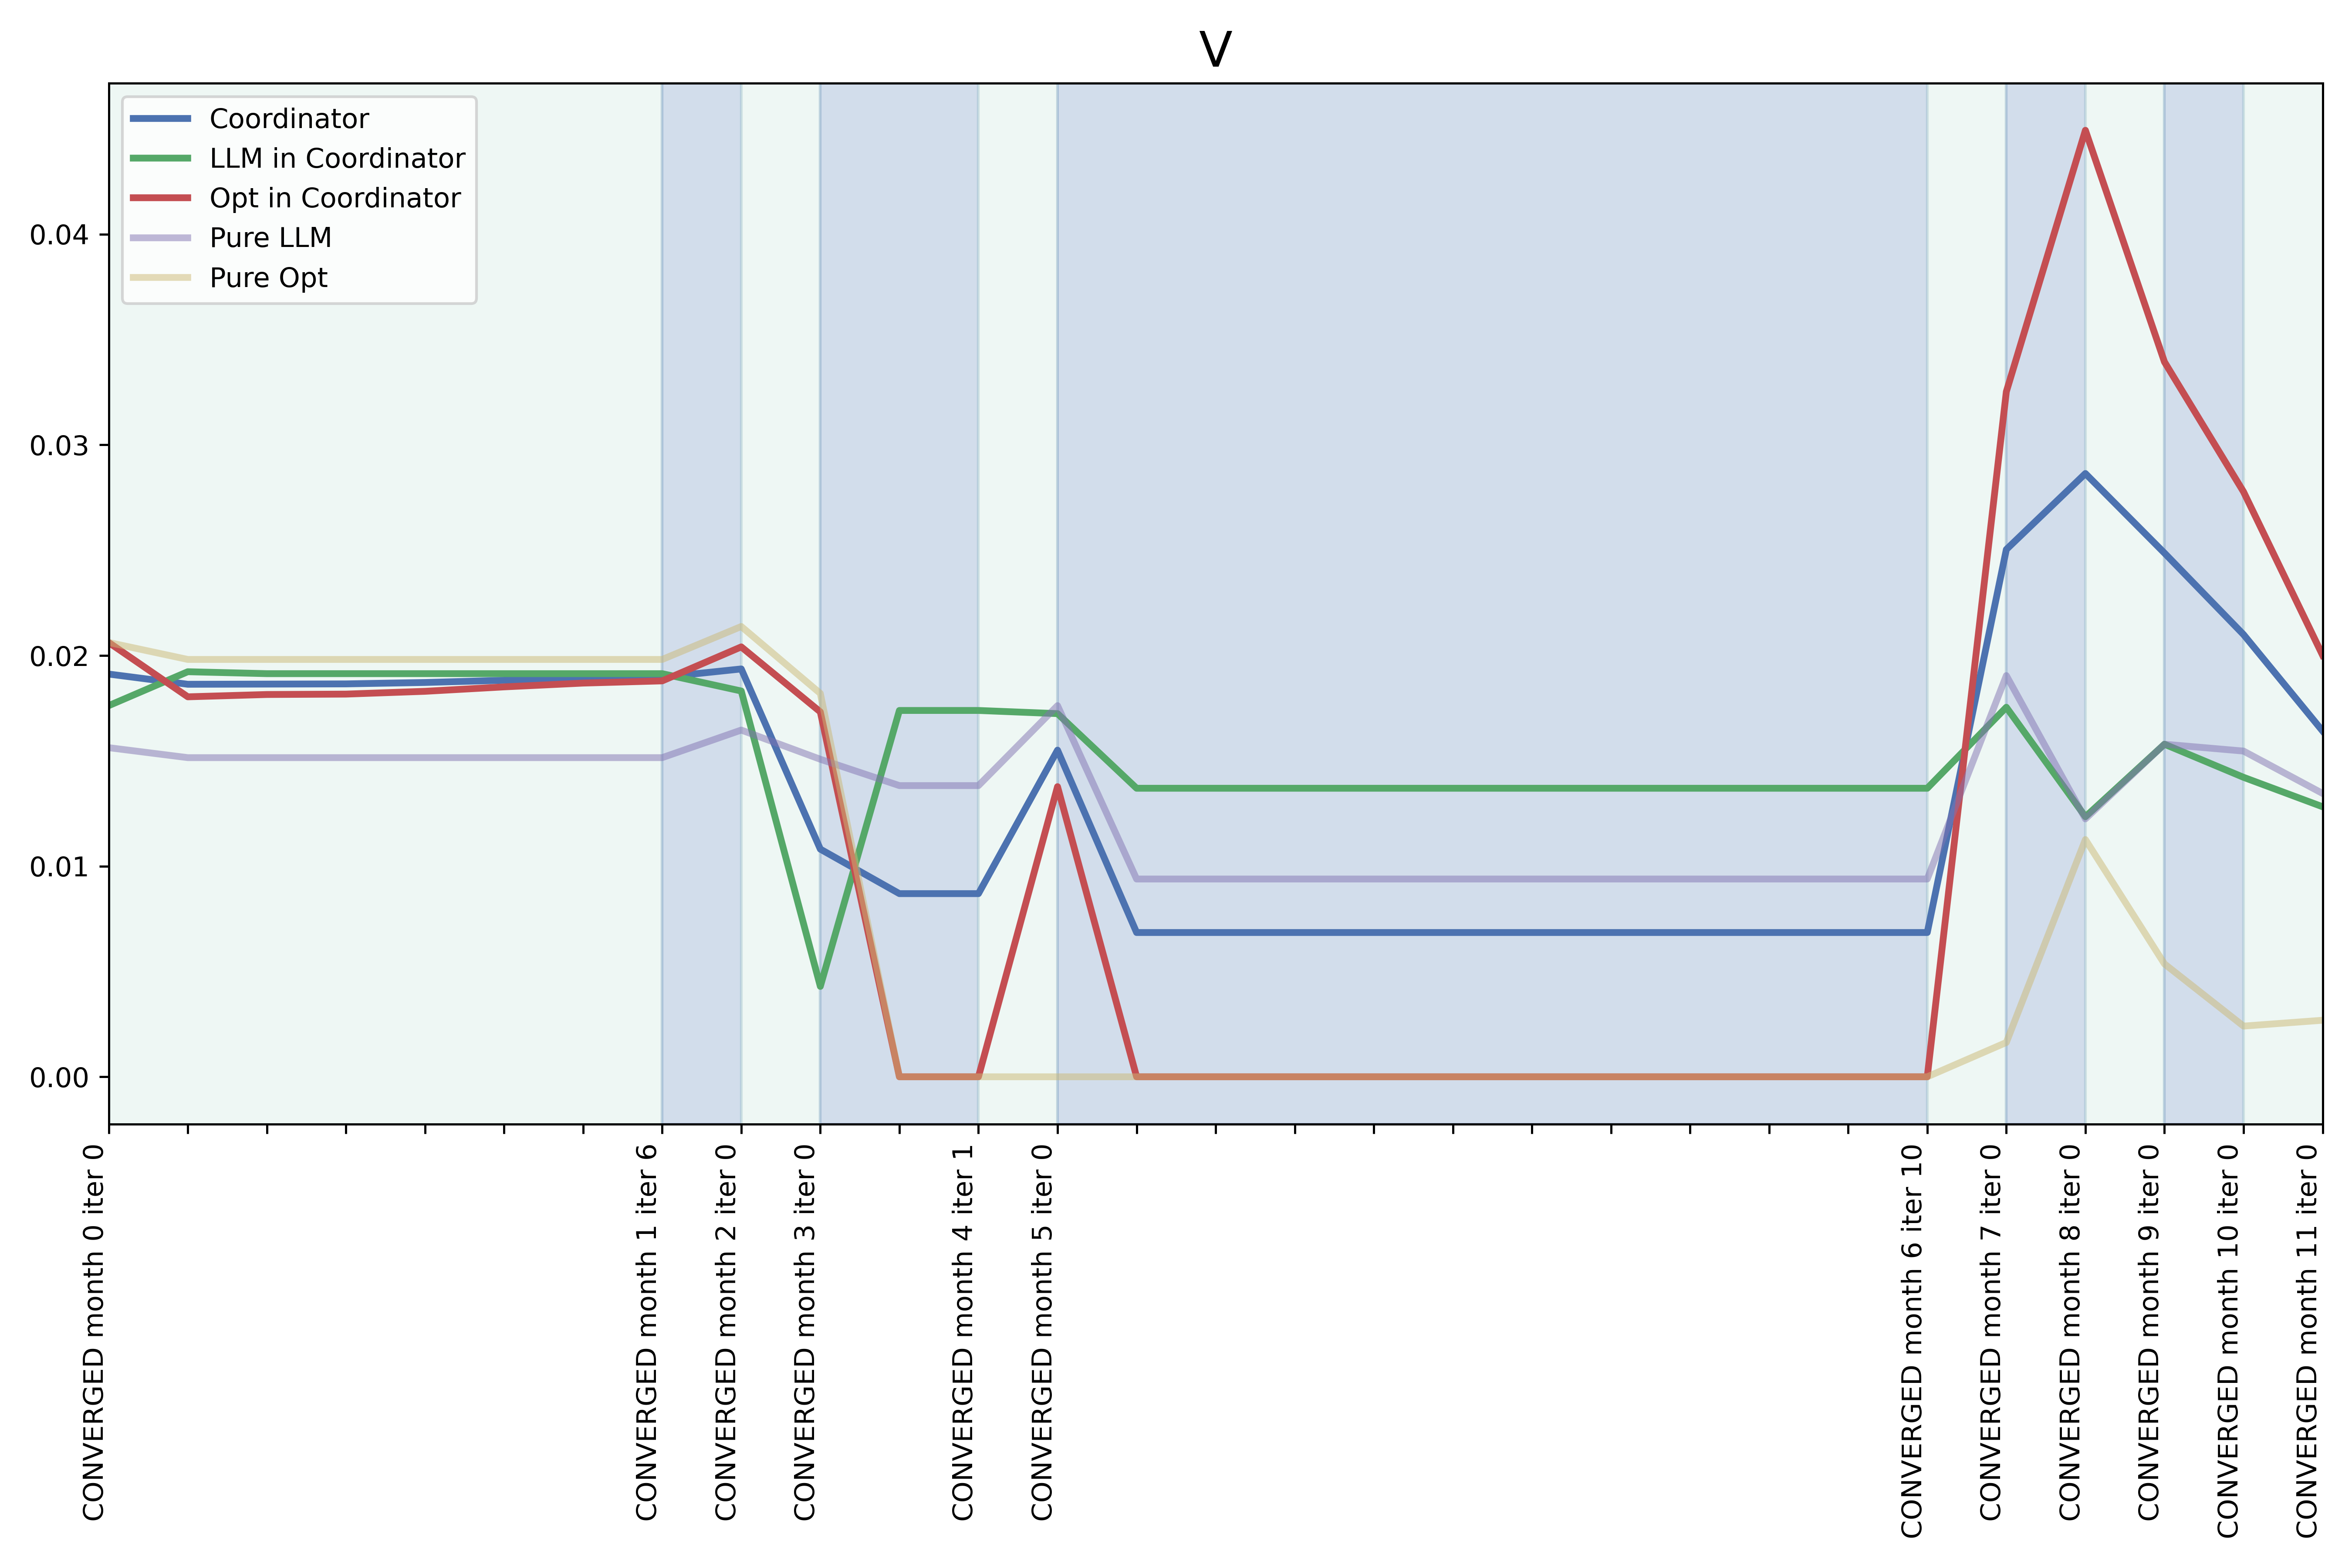 V
Coordinator
LLM in Coordinator
Opt in Coordinator
Pure LLM
Pure Opt
0.04
0.03
0.02
0.01
0.00
CONVERGED month 0 iter 0
CONVERGED month 1 iter 6
CONVERGED month 2 iter 0
CONVERGED month 3 iter 0
CONVERGED month 4 iter 1
CONVERGED month 5 iter 0
CONVERGED month 6 iter 10
CONVERGED month 7 iter 0
CONVERGED month 8 iter 0
CONVERGED month 9 iter 0
CONVERGED month 10 iter 0
CONVERGED month 11 iter 0